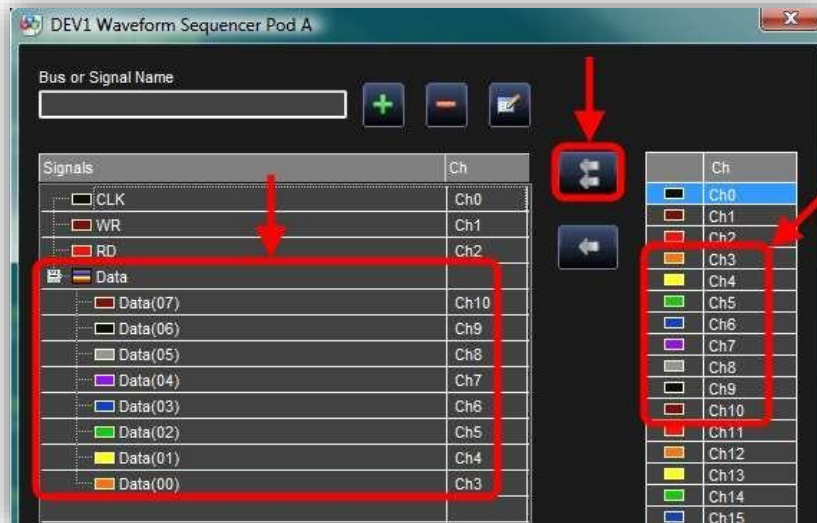 DEV1 Waveform Sequencer Pod A
Bus or Signal Name
Signals Ch
CLK Ch0
WR Ch1
RD Ch2
Data
Data(07) Ch10
Data(06) Ch9
Data(05) Ch8
Data(04) Ch7
Data(03) Ch6
Data(02) Ch5
Data(01) Ch4
Data(00) Ch3
Ch
Ch0
Ch1
Ch2
Ch3
Ch4
Ch5
Ch6
Ch7
Ch8
Ch9
Ch10
Ch11
Ch12
Ch13
Ch14
Ch15